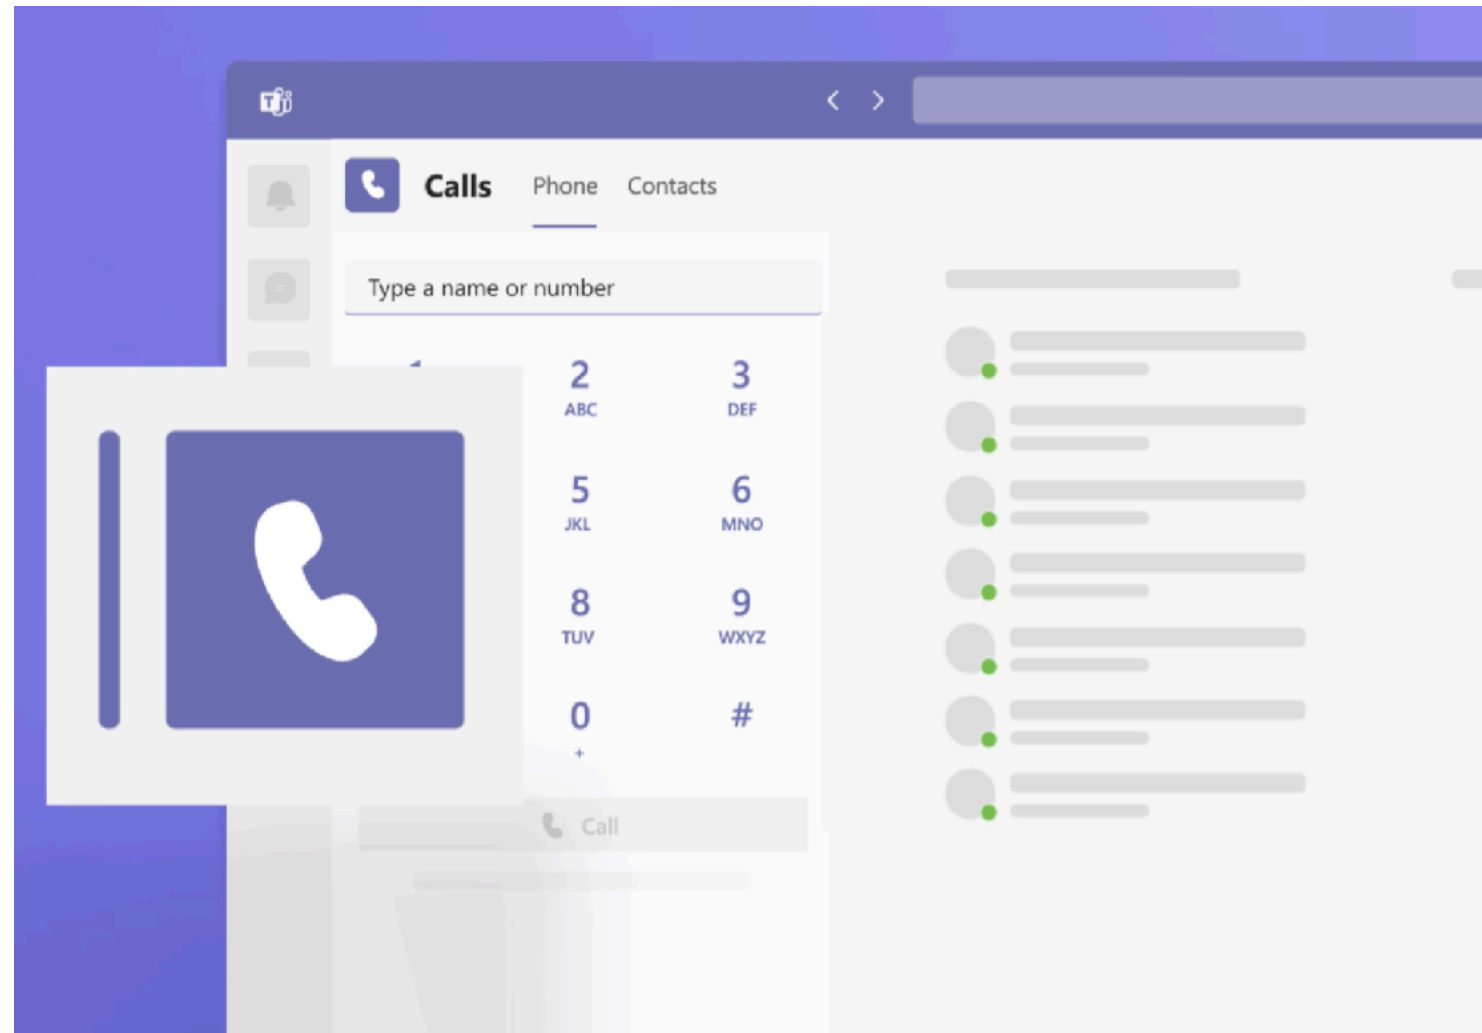 Calls Phone Contacts
Type a name or number
2 3
ABC DEF
5 6
JKL MNO
8 9
TUV WXYZ
0 #
+
Call